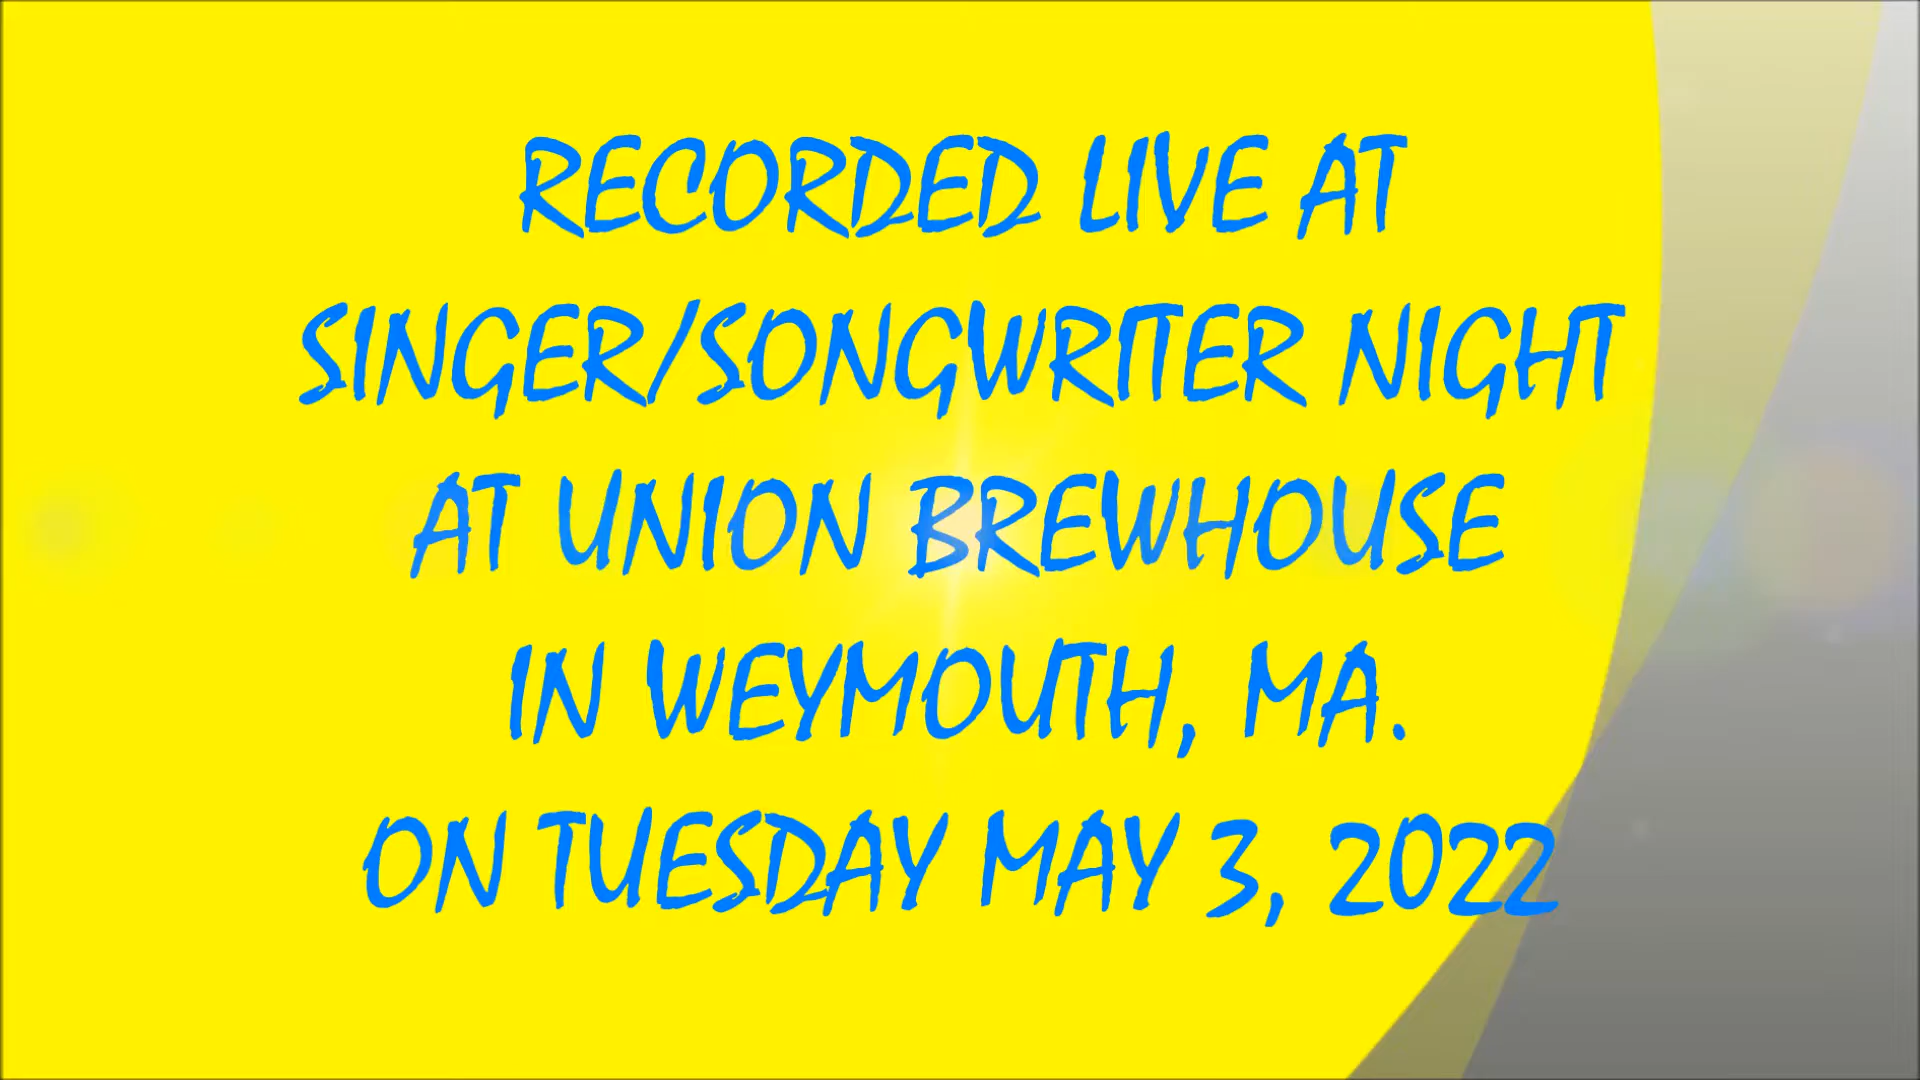 RECORDED LIVE AT
SINGER/SONGWRITER NIGHT
AT UNION BREWHOUSE
IN WEYMOUTH, MA.
ON TUESDAY MAY 3, 2022